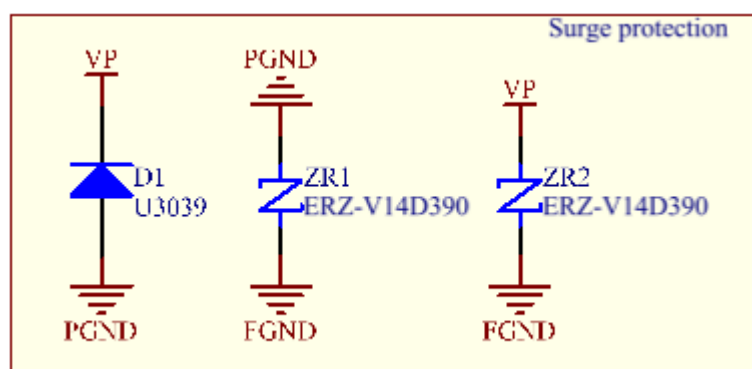 Surge protection
VP
PGND
VP
D1
U3039
ZR1
ERZ-V14D390
ZR2
ERZ-V14D390
PGND
FGND
FGND